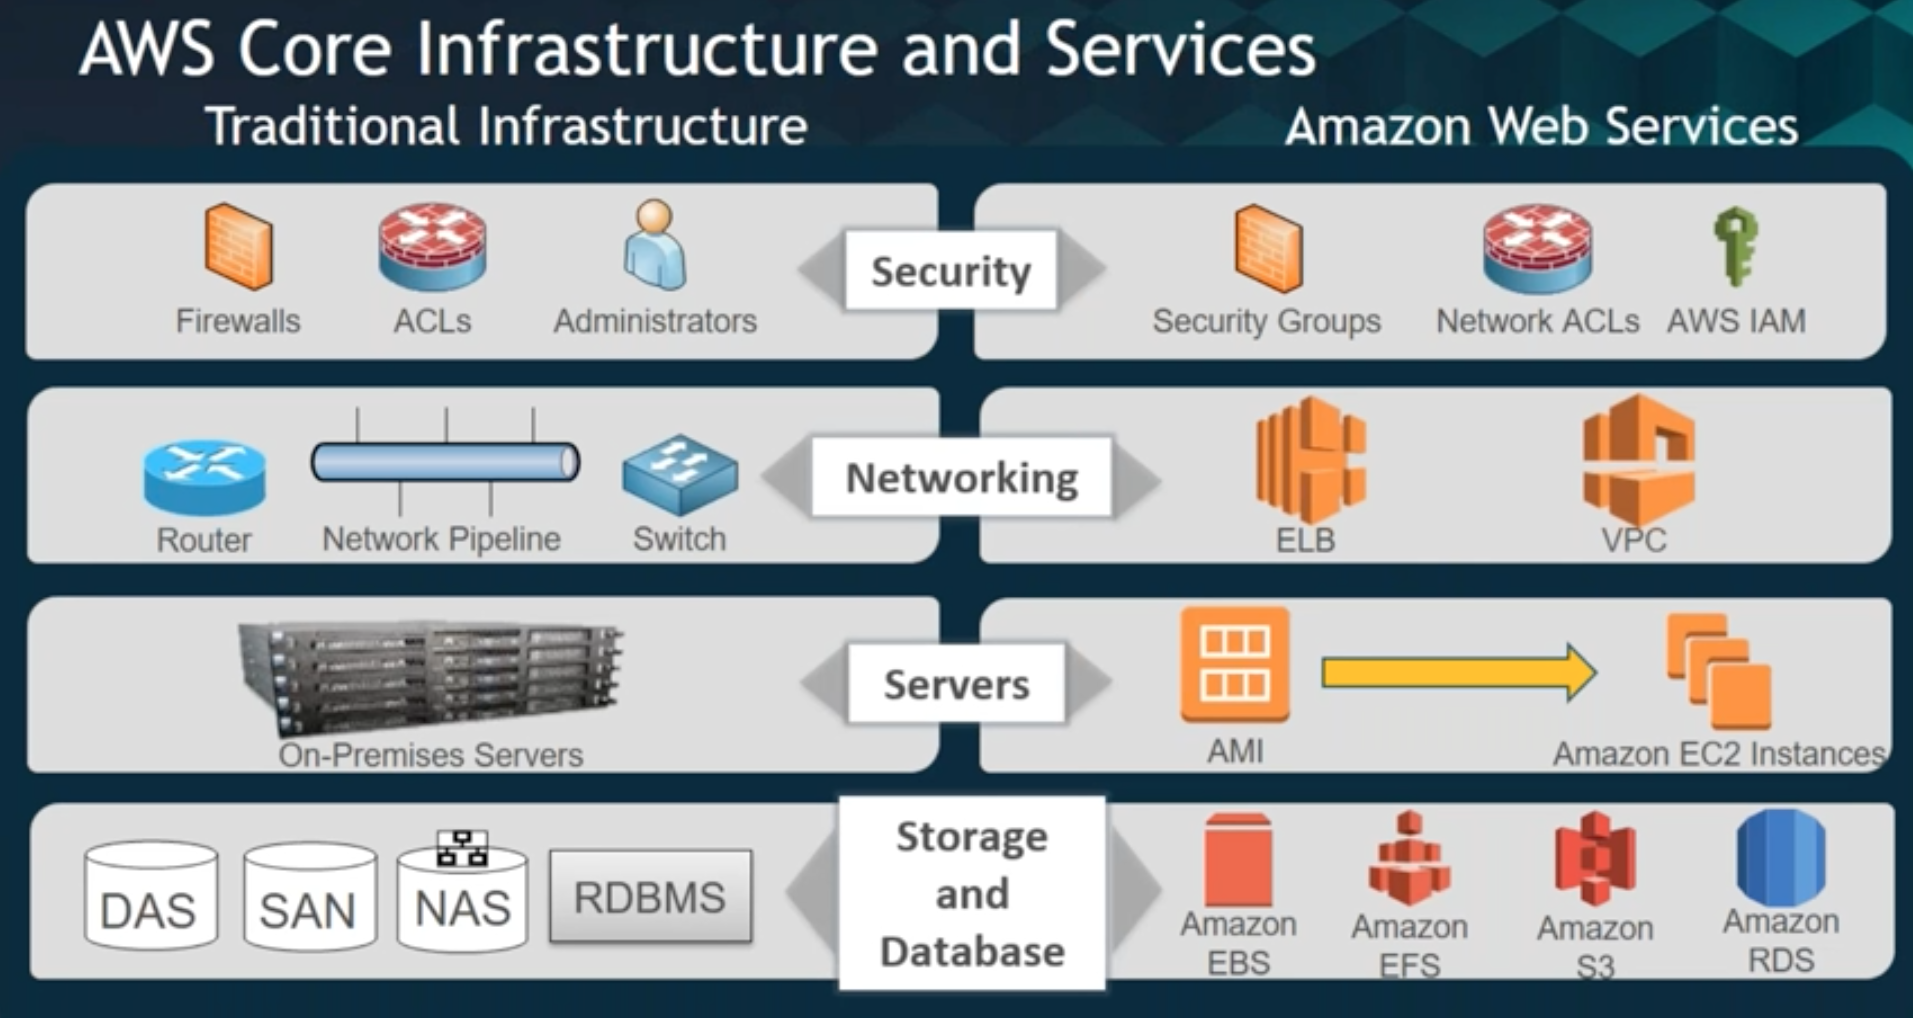 AWS Core Infrastructure and Services
Traditional Infrastructure
Amazon Web Services
Firewalls
ACLs
Administrators
Security
Security Groups
Network ACLs
AWS IAM
Router
Network Pipeline
Switch
Networking
ELB
VPC
On-Premises Servers
Servers
AMI
Amazon EC2 Instances
DAS
SAN
NAS
RDBMS
Storage
and
Database
Amazon
EBS
Amazon
EFS
Amazon
S3
Amazon
RDS